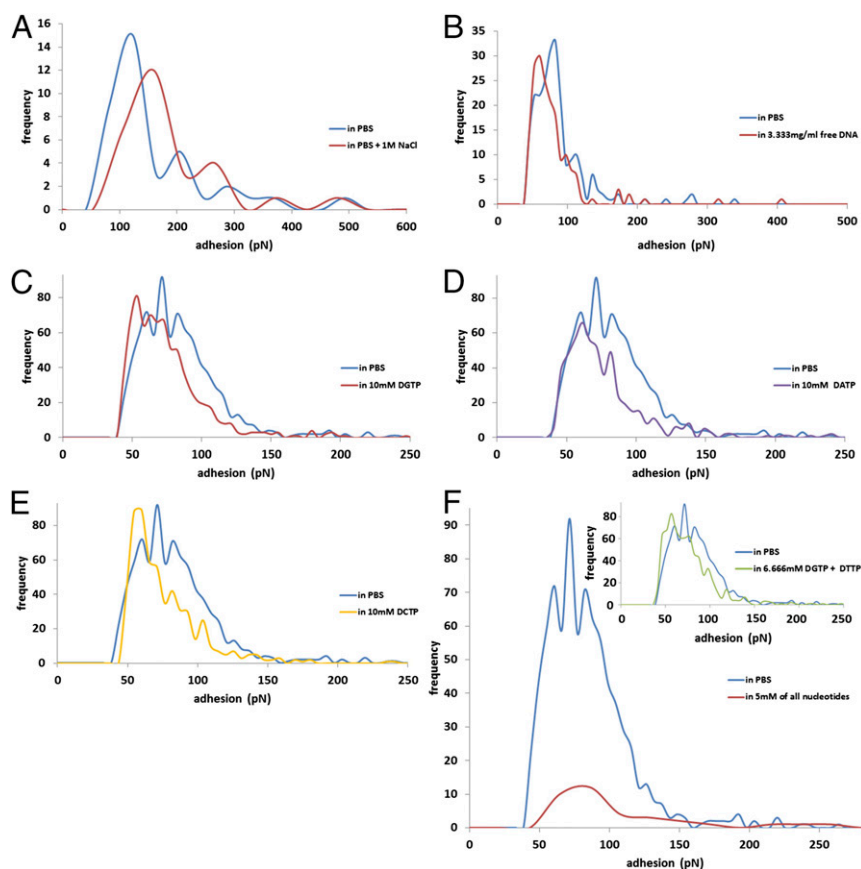 A
16
14
12
10
8
6
4
2
0
frequency
in PBS
in PBS + 1M NaCl
0 100 200 300 400 500 600
adhesion (pN)
B
35
30
25
20
15
10
5
0
frequency
in PBS
in 3.333mg/ml free DNA
0 100 200 300 400 500
adhesion (pN)
C
80
60
40
20
0
frequency
in PBS
in 10mM DGTP
0 50 100 150 200 250
adhesion (pN)
D
80
60
40
20
0
frequency
in PBS
in 10mM DATP
0 50 100 150 200 250
adhesion (pN)
E
80
60
40
20
0
frequency
in PBS
in 10mM DCTP
0 50 100 150 200 250
adhesion (pN)
F
90
80
70
60
50
40
30
20
10
0
frequency
in PBS
in 5mM of all nucleotides
0 50 100 150 200 250
adhesion (pN)
80
60
40
20
0
frequency
in PBS
in 6.666mM DGTP + DTTP
0 50 100 150 200 250
adhesion (pN)